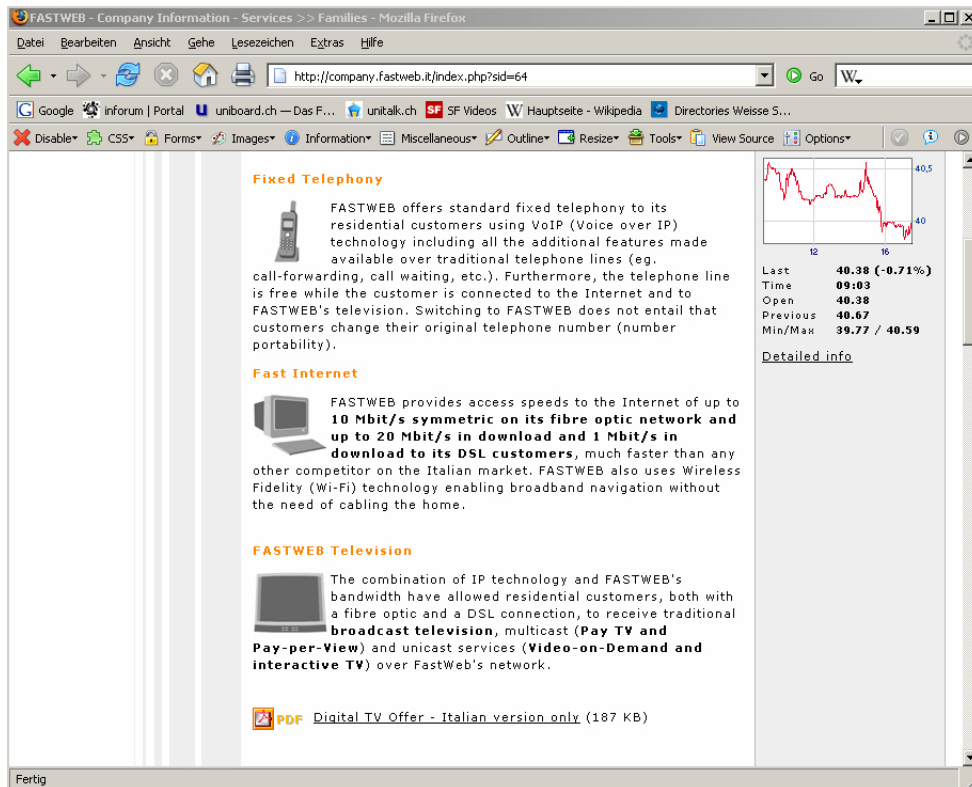 FASTWEB - Company Information - Services >> Families - Mozilla Firefox
Datei Bearbeiten Ansicht Gehe Lesezeichen Extras Hilfe
http://company.fastweb.it/index.php?sid=64 Go W.
G Google inforum | Portal U uniboard.ch — Das F... unitalk.ch SF SF Videos W Hauptseite - Wikipedia Directories Weisse S...
Disable CSS Forms Images Information Miscellaneous Outline Resize Tools View Source Options
Fixed Telephony
FASTWEB offers standard fixed telephony to its
residential customers using VoIP (Voice over IP)
technology including all the additional features made
available over traditional telephone lines (eg.
call-forwarding, call waiting, etc.). Furthermore, the telephone line
is free while the customer is connected to the Internet and to
FASTWEB's television. Switching to FASTWEB does not entail that
customers change their original telephone number (number
portability).
Fast Internet
FASTWEB provides access speeds to the Internet of up to
10 Mbit/s symmetric on its fibre optic network and
up to 20 Mbit/s in download and 1 Mbit/s in
download to its DSL customers, much faster than any
other competitor on the Italian market. FASTWEB also uses Wireless
Fidelity (Wi-Fi) technology enabling broadband navigation without
the need of cabling the home.
FASTWEB Television
The combination of IP technology and FASTWEB's
bandwidth have allowed residential customers, both with
a fibre optic and a DSL connection, to receive traditional
broadcast television, multicast (Pay TV and
Pay-per-View) and unicast services (Video-on-Demand and
interactive TV) over FastWeb's network.
PDF Digital TV Offer - Italian version only (187 KB)
40,5
40
12 16
Last 40.38 (-0.71%)
Time 09:03
Open 40.38
Previous 40.67
Min/Max 39.77 / 40.59
Detailed info
Fertig